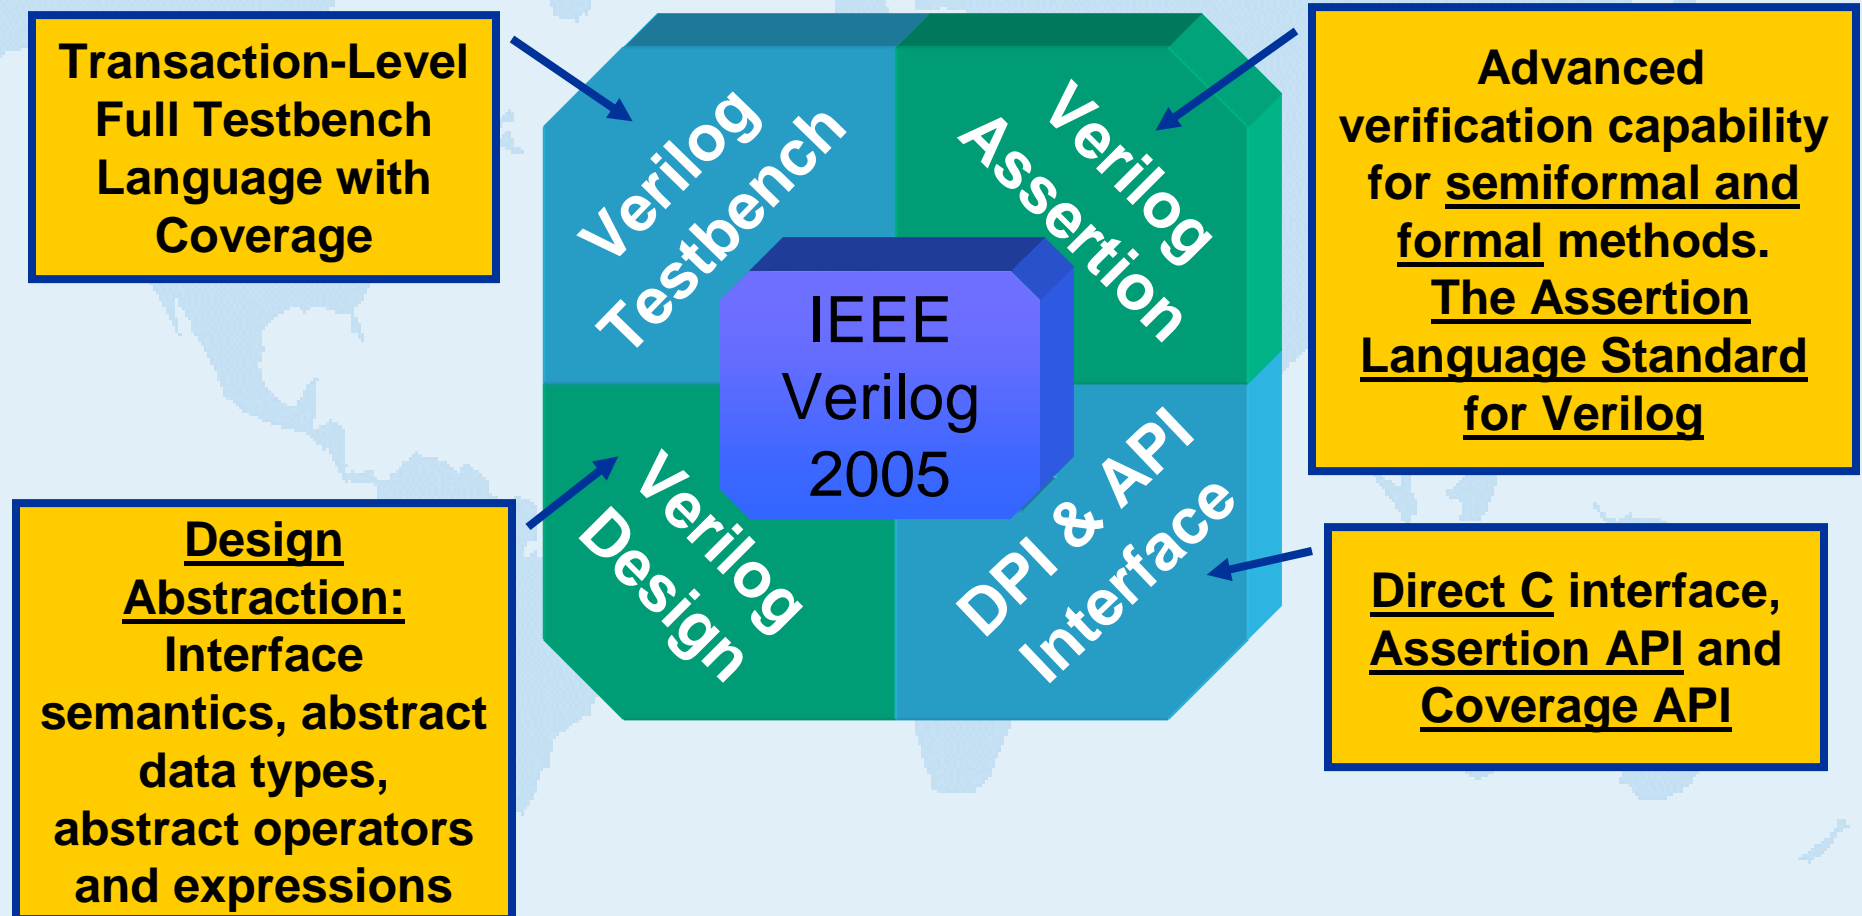 Transaction-Level
Full Testbench
Language with
Coverage
Verilog
Testbench
Verilog
Assertion
Advanced
verification capability
for semiformal and
formal methods.
The Assertion
Language Standard
for Verilog
IEEE
Verilog
2005
Design
Abstraction:
Interface
semantics, abstract
data types,
abstract operators
and expressions
Verilog
Design
DPI & API
Interface
Direct C interface,
Assertion API and
Coverage API